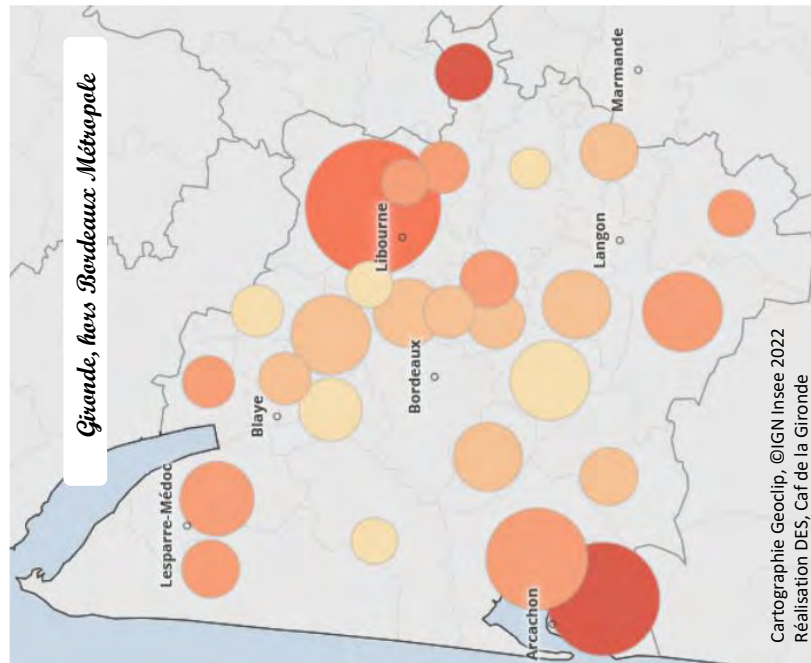 Gironde, hors Bordeaux Métropole
Lesparre-Médoc
Blaye
Libourne
Bordeaux
Arcachon
Langon
Marmande
Cartographie Geoclip, ©IGN Insee 2022
Réalisation DES, Caf de la Gironde